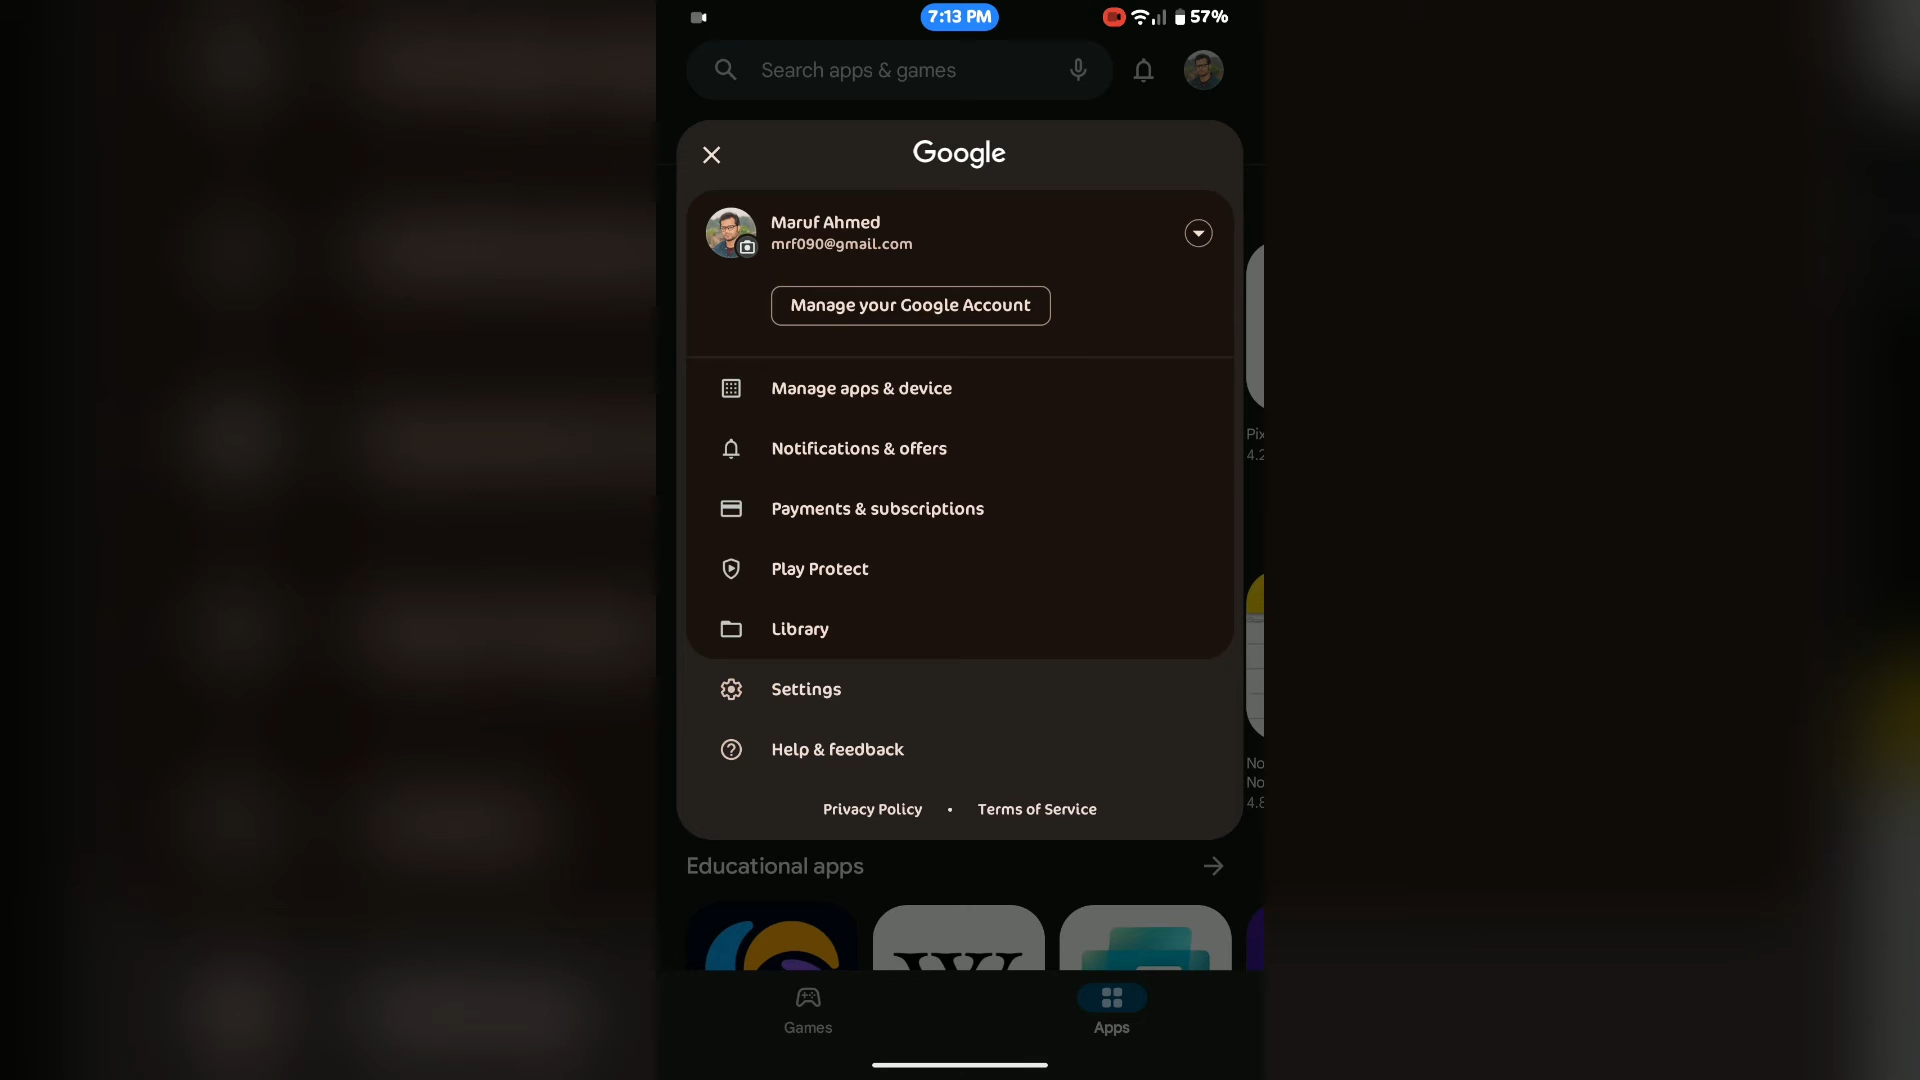 7:13 PM
57%
Search apps & games
Google
Maruf Ahmed
mrf090@gmail.com
Manage your Google Account
Manage apps & device
Notifications & offers
Payments & subscriptions
Play Protect
Library
Settings
Help & feedback
Privacy Policy • Terms of Service
Pix
4.2
No
No
4.8
Educational apps
W
Games
Apps